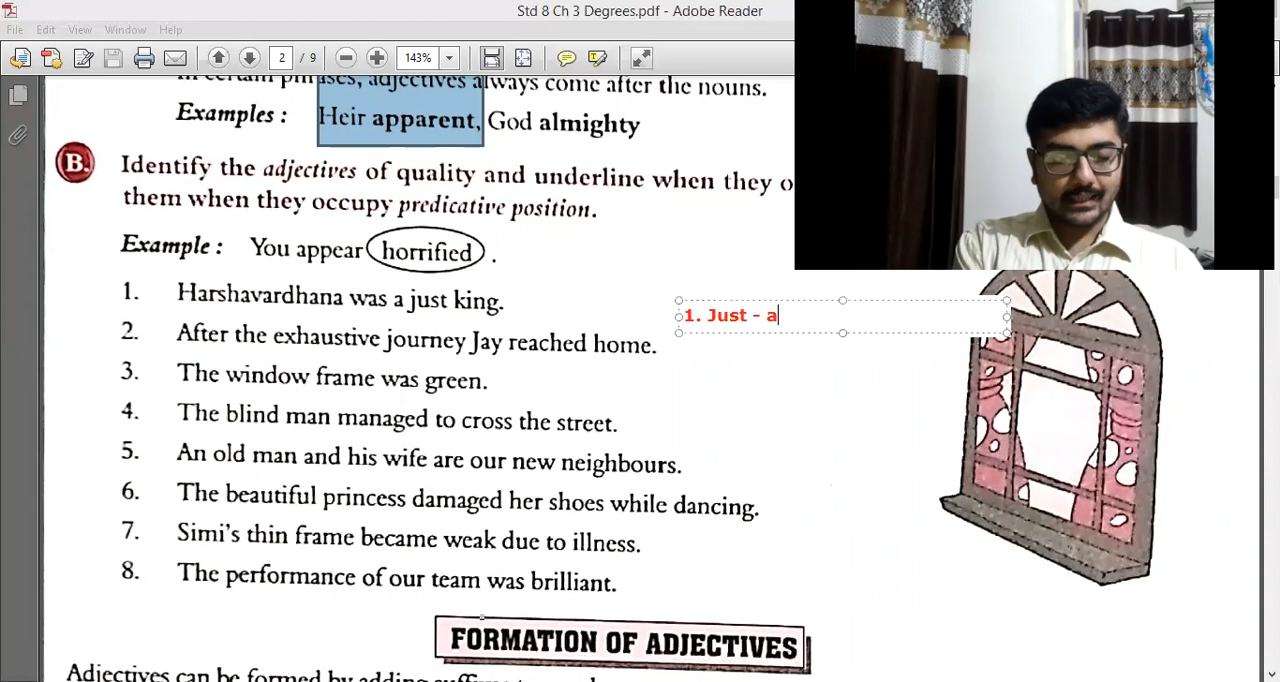 Std 8 Ch 3 Degrees.pdf - Adobe Reader
File Edit View Window Help
2 / 9 143%
ases, adjectives always come after the nouns.
Examples : Heir apparent, God almighty
B. Identify the adjectives of quality and underline when they
them when they occupy predicative position.
Example : You appear horrified .
1. Harshavardhana was a just king.
1. Just - a
2. After the exhaustive journey Jay reached home.
3. The window frame was green.
4. The blind man managed to cross the street.
5. An old man and his wife are our new neighbours.
6. The beautiful princess damaged her shoes while dancing.
7. Simi's thin frame became weak due to illness.
8. The performance of our team was brilliant.
FORMATION OF ADJECTIVES
Adjectives can be formed by adding